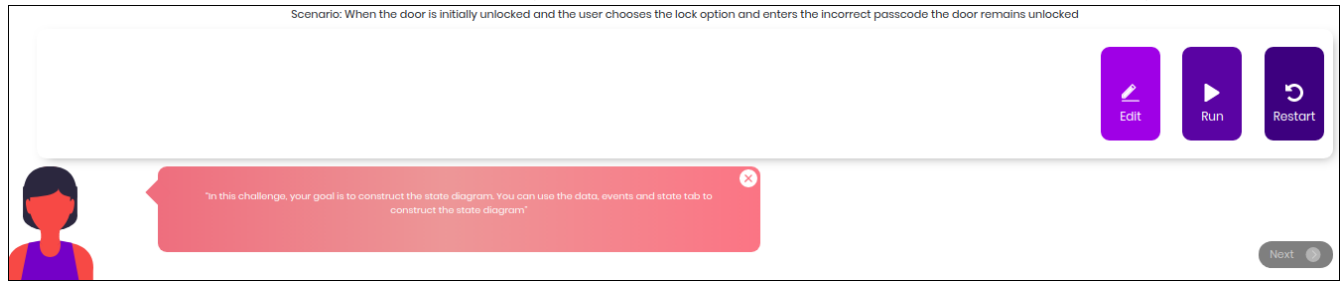 Scenario: When the door is initially unlocked and the user chooses the lock option and enters the incorrect passcode the door remains unlocked
Edit
Run
Restart
"In this challenge, your goal is to construct the state diagram. You can use the data, events and state tab to
construct the state diagram"
Next